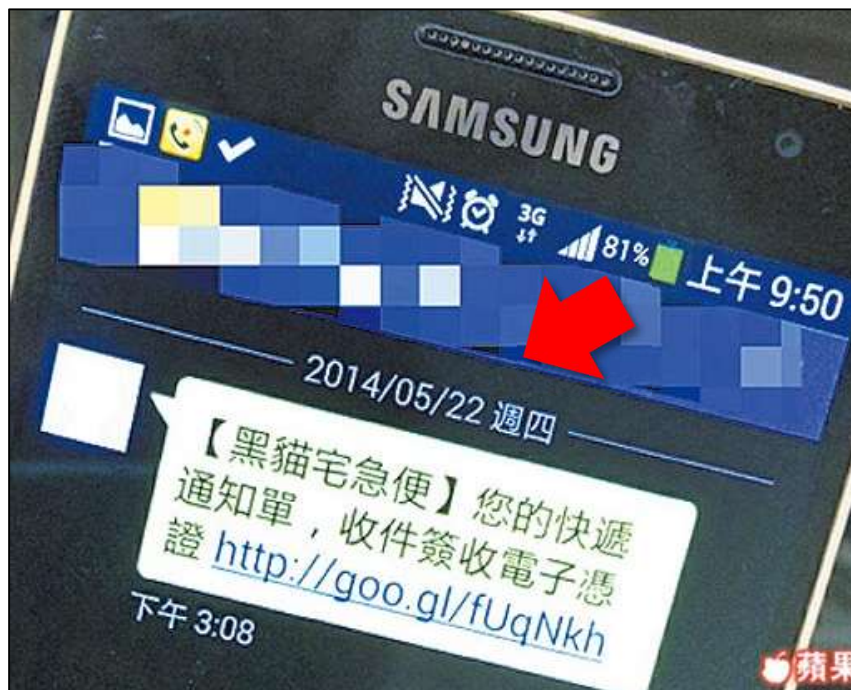 SAMSUNG
3G
81%
上午 9:50
2014/05/22 週四
【黑貓宅急便】您的快遞
通知單，收件簽收電子憑
證 http://goo.gl/fUqNkh
下午 3:08
蘋果